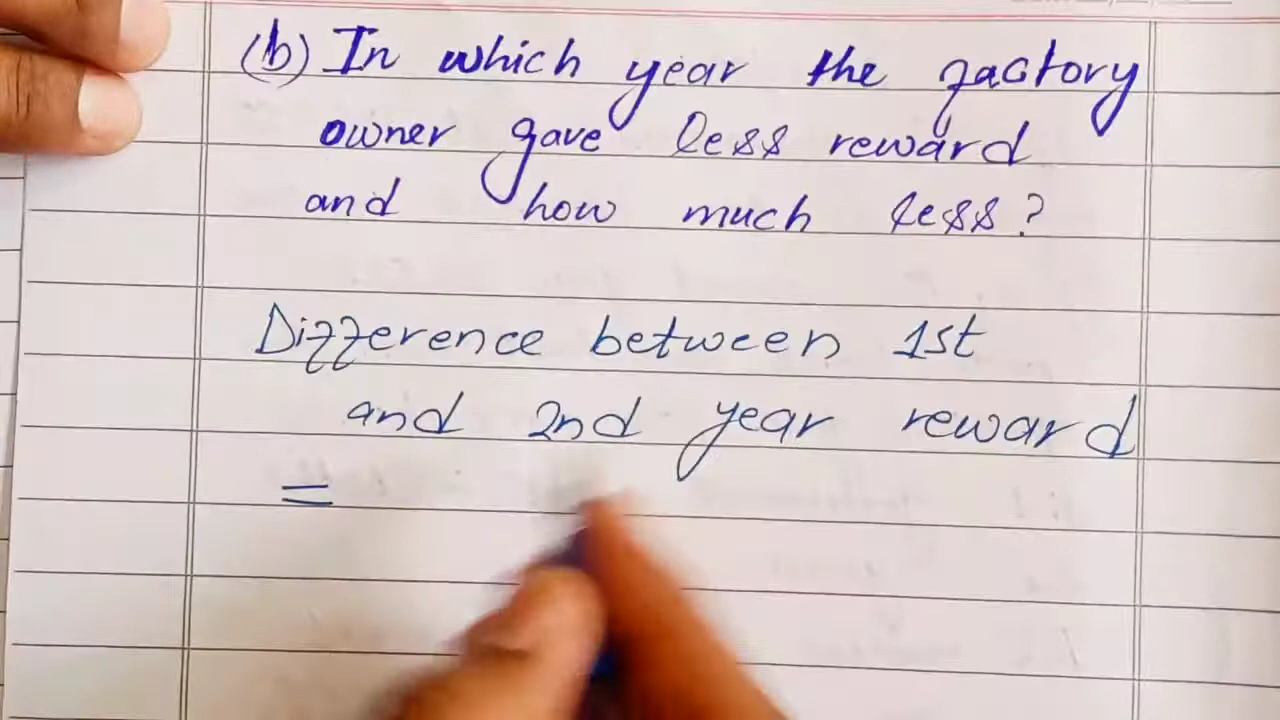 (b) In which year the factory
owner gave less reward
and how much less?
Difference between 1st
and 2nd year reward
=